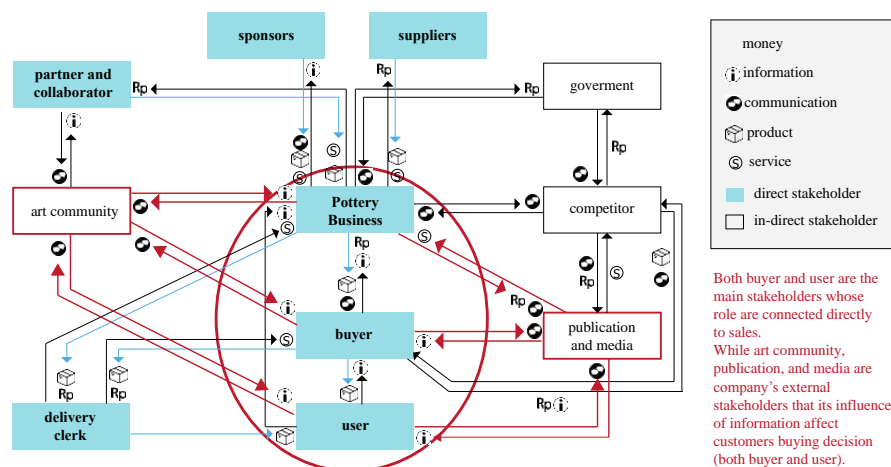 sponsors
suppliers
partner and
collaborator
goverment
art community
Pottery
Business
competitor
buyer
publication
and media
delivery
clerk
user
Rp
Rp
Rp
Rp
Rp
Rp
Rp
Rp
Rp
Rp
Rp
Rp
S
S
S
S
S
S
S
S
i
i
i
i
i
i
i
i
i
i
i
money
information
communication
product
service
direct stakeholder
in-direct stakeholder
Both buyer and user are the
main stakeholders whose
role are connected directly
to sales.
While art community,
publication, and media are
company’s external
stakeholders that its influence
of information affect
customers buying decision
(both buyer and user).